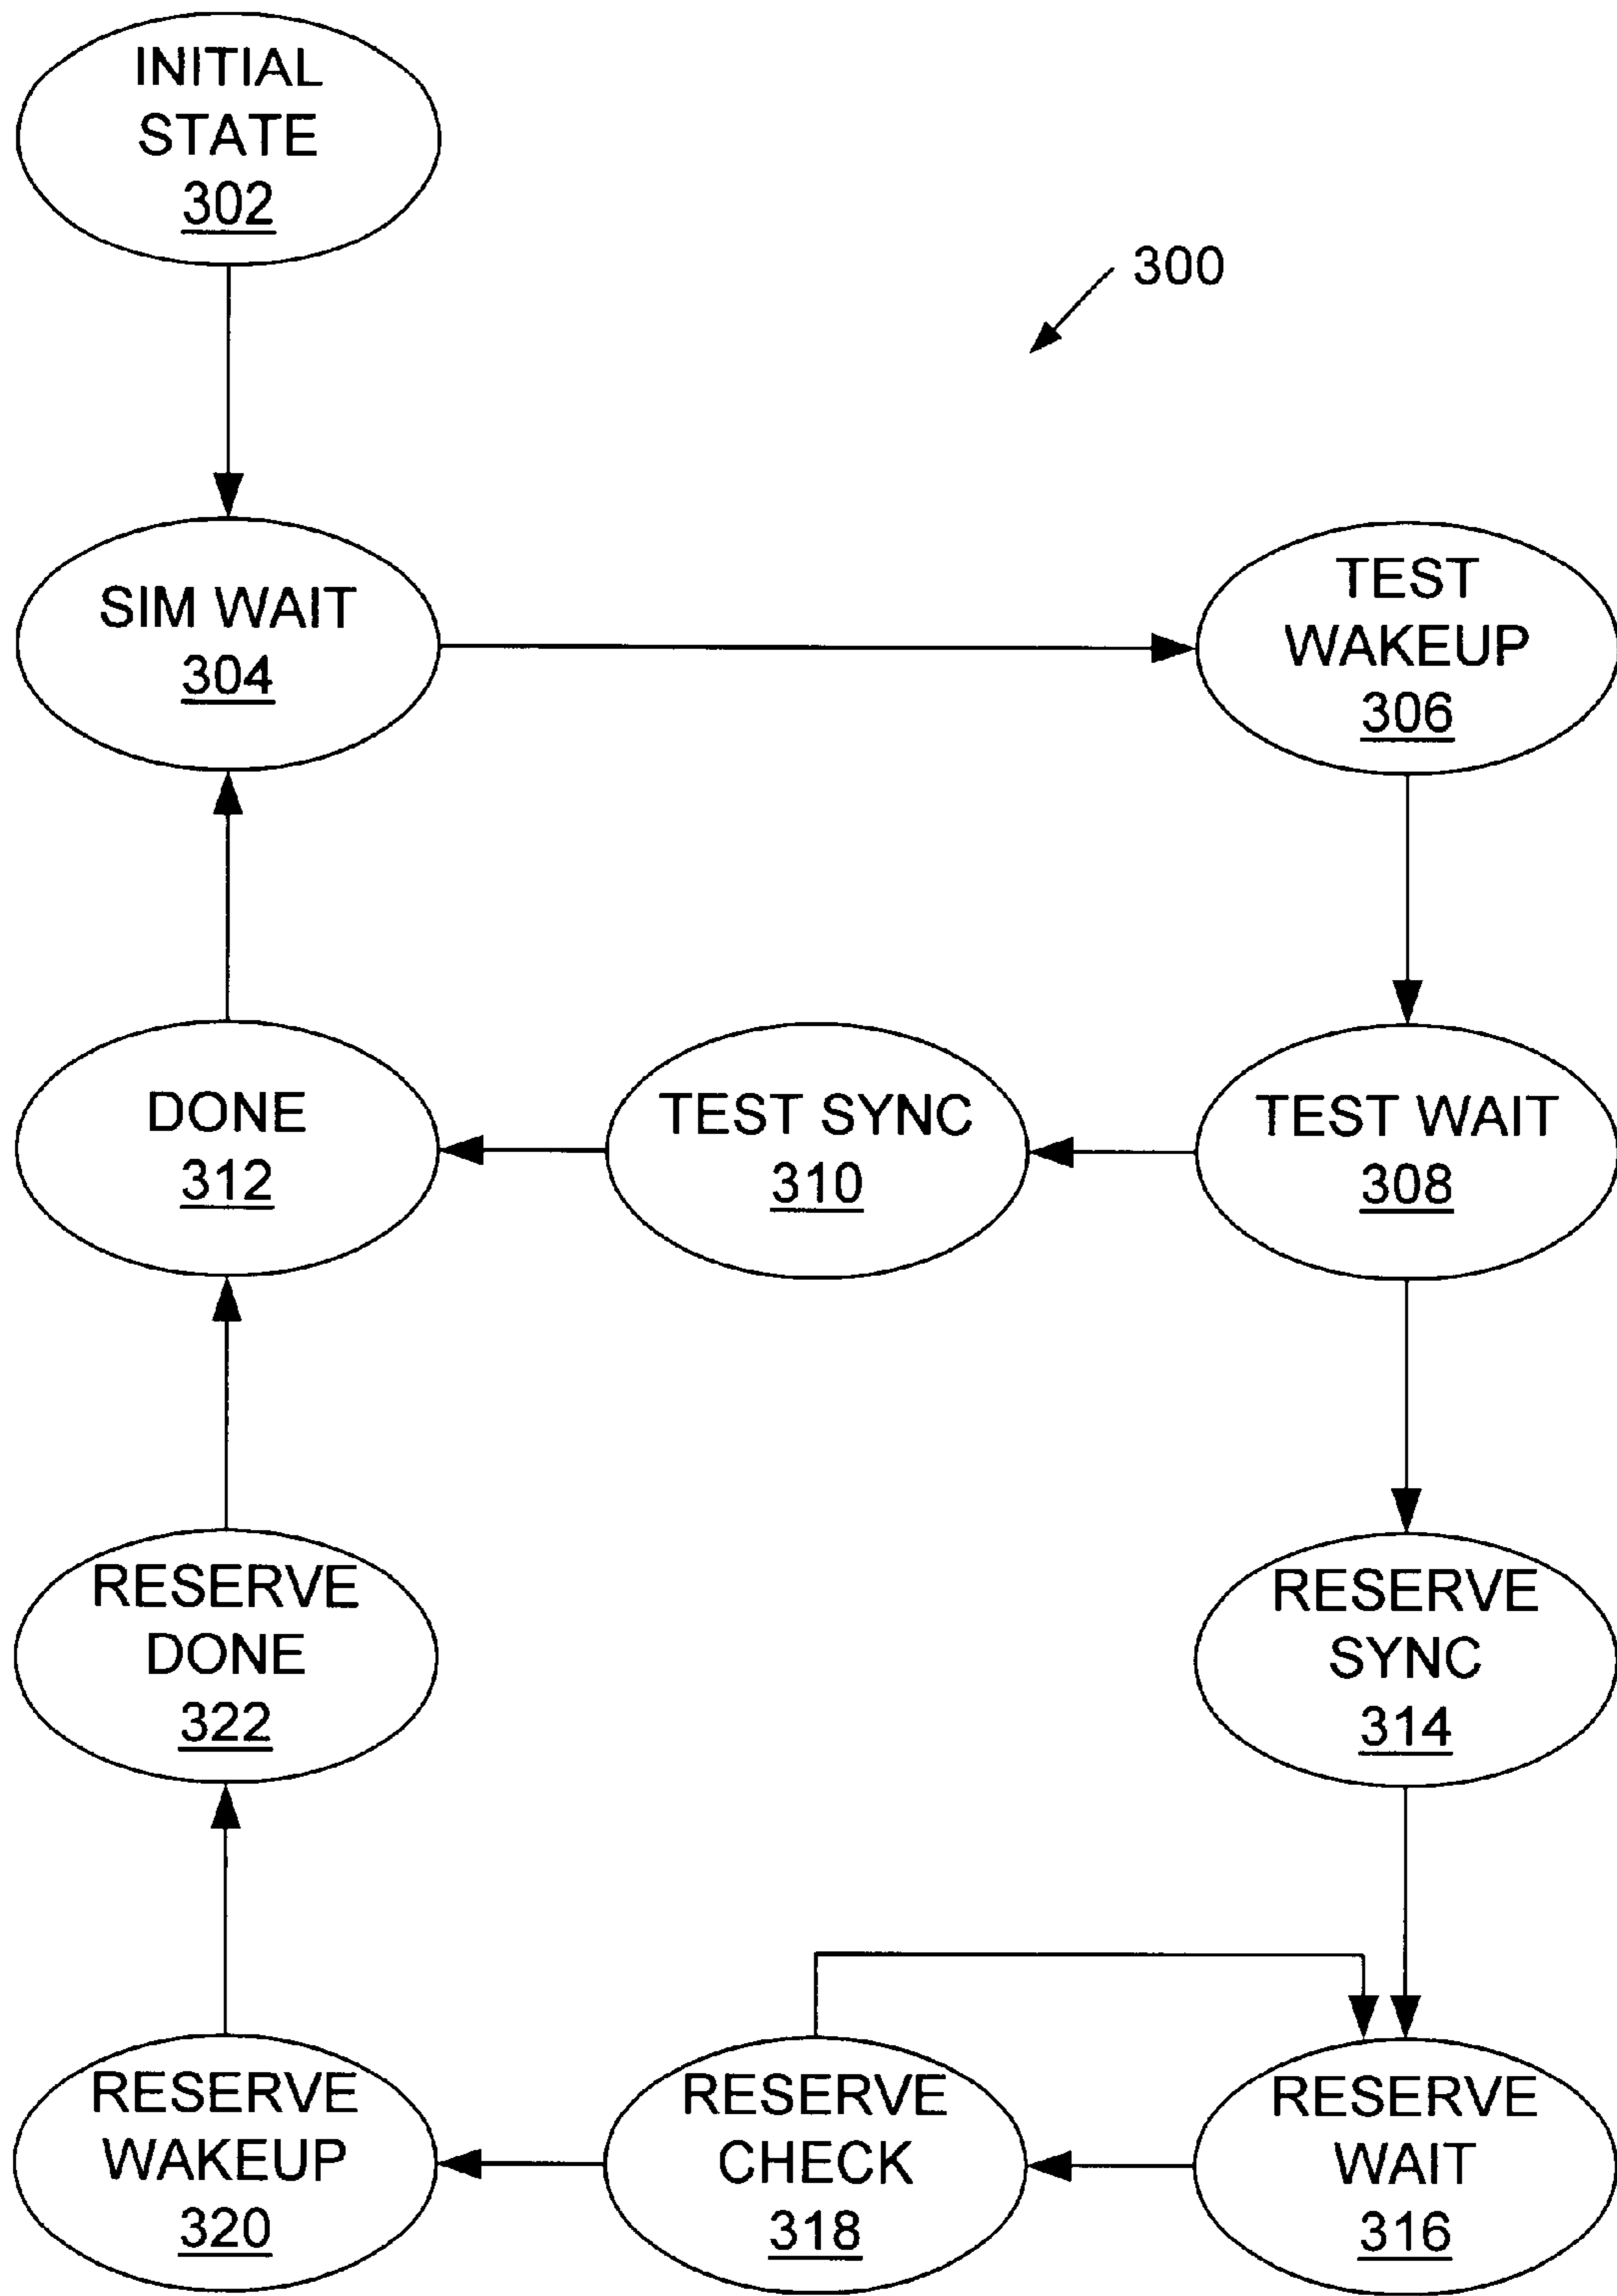 INITIAL
STATE
302
300
SIM WAIT
304
TEST
WAKEUP
306
DONE
312
TEST SYNC
310
TEST WAIT
308
RESERVE
DONE
322
RESERVE
SYNC
314
RESERVE
WAKEUP
320
RESERVE
CHECK
318
RESERVE
WAIT
316